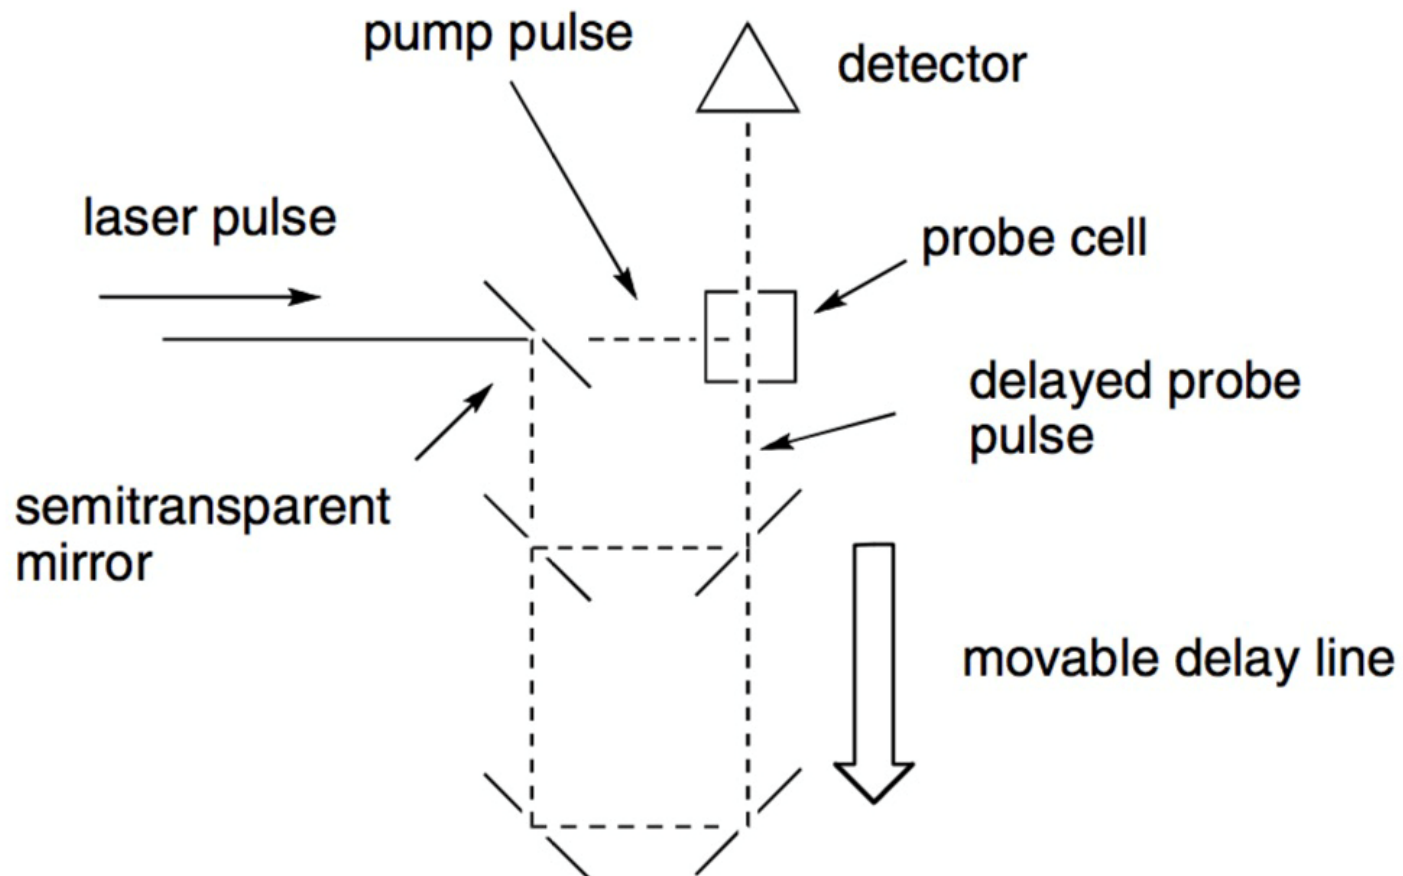 pump pulse
detector
laser pulse
probe cell
delayed probe
pulse
semitransparent
mirror
movable delay line